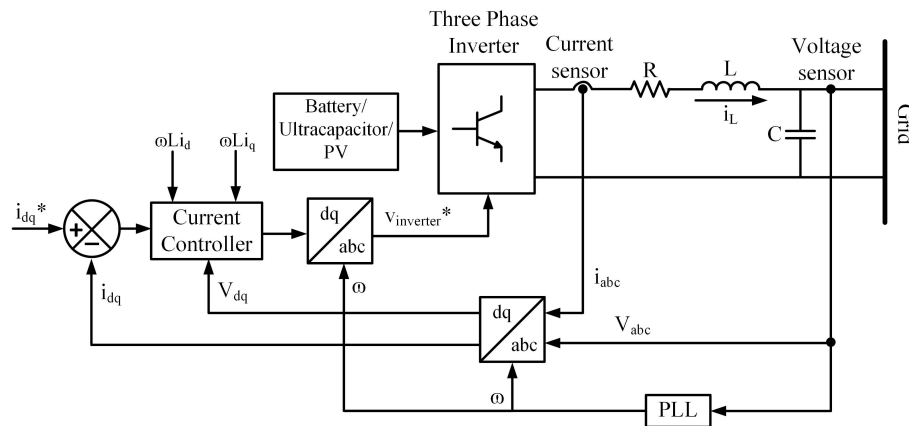 Three Phase
Inverter
Current
sensor
Voltage
sensor
R
L
i_L
C
Grid
Battery/
Ultracapacitor/
PV
ωLi_d
ωLi_q
i_dq*
+
−
Current
Controller
dq
abc
v_inverter*
i_dq
V_dq
ω
dq
abc
i_abc
V_abc
ω
PLL